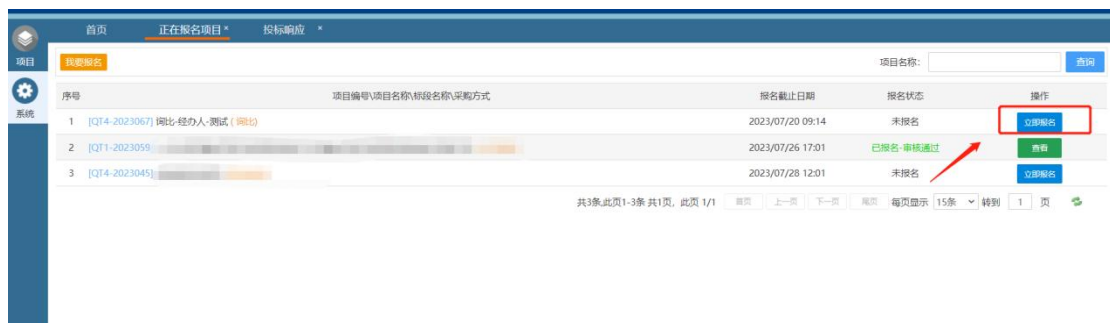 首页 正在报名项目 × 投标响应 ×
项目
系统
我要报名 项目名称： 查询
序号 项目编号\项目名称\标段名称\采购方式 报名截止日期 报名状态 操作
1 [QT4-2023067] 询比-经办人-测试 ( 询比) 2023/07/20 09:14 未报名 立即报名
2 [QT1-2023059 2023/07/26 17:01 已报名-审核通过 查看
3 [QT4-2023045] 2023/07/28 12:01 未报名 立即报名
共3条,此页1-3条 共1页, 此页 1/1 首页 上一页 下一页 尾页 每页显示 15条 转到 1 页